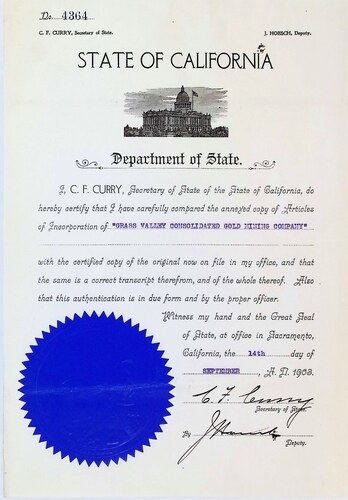 No. 4364
C. F. CURRY, Secretary of State.
J. HOESCH, Deputy.
STATE OF CALIFORNIA
Department of State.
I, C. F. CURRY, Secretary of State of the State of California, do
hereby certify that I have carefully compared the annexed copy of Articles
of Incorporation of "GRASS VALLEY CONSOLIDATED GOLD MINING COMPANY"
with the certified copy of the original now on file in my office, and that
the same is a correct transcript therefrom, and of the whole thereof. Also
that this authentication is in due form and by the proper officer.
Witness my hand and the Great Seal
of State, at office in Sacramento,
California, the 14th day of
SEPTEMBER, A. D. 1903.
C. F. Curry
Secretary of State.
By J. Hoesch
Deputy.